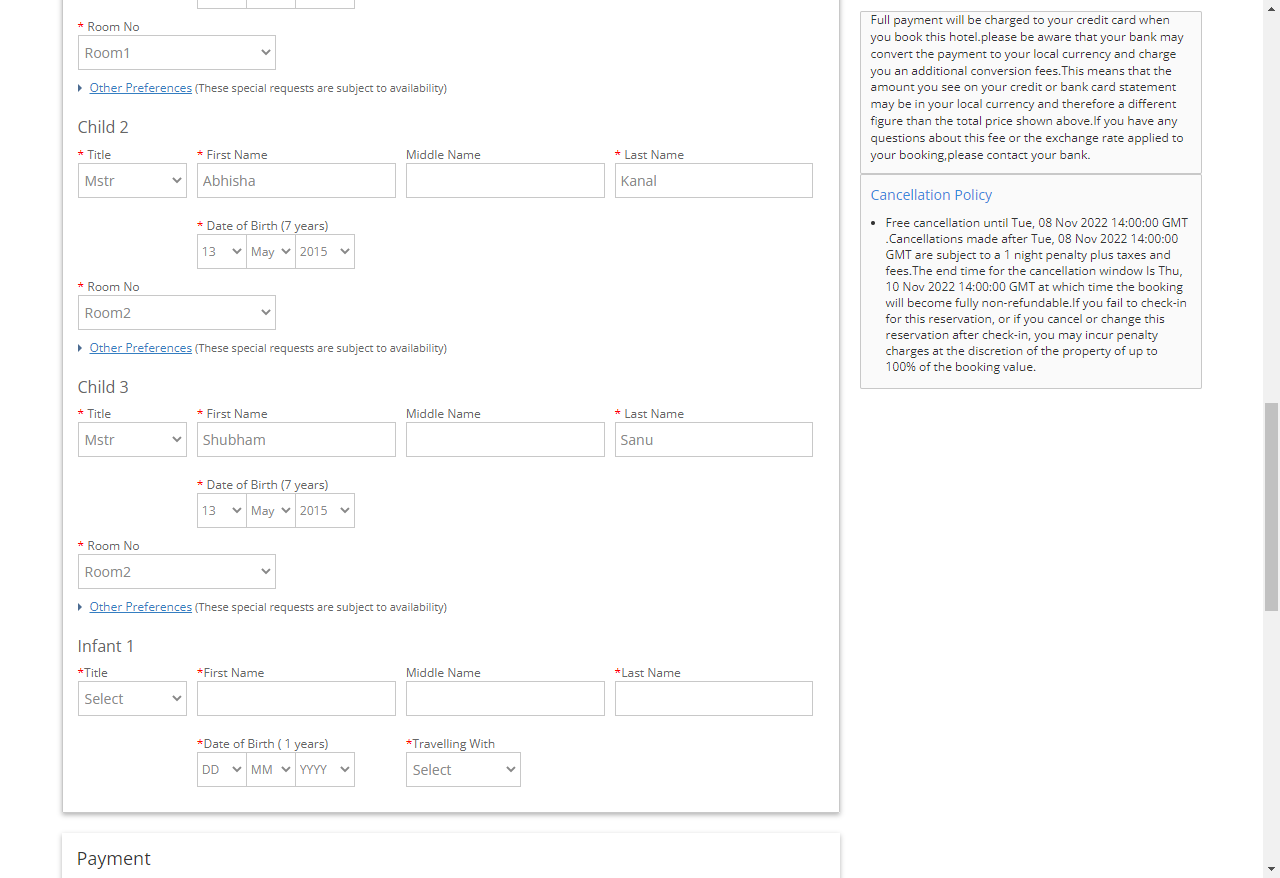 * Room No
Room1
Other Preferences (These special requests are subject to availability)
Child 2
* Title * First Name Middle Name * Last Name
Mstr Abhisha Kanal
* Date of Birth (7 years)
13 May 2015
* Room No
Room2
Other Preferences (These special requests are subject to availability)
Child 3
* Title * First Name Middle Name * Last Name
Mstr Shubham Sanu
* Date of Birth (7 years)
13 May 2015
* Room No
Room2
Other Preferences (These special requests are subject to availability)
Infant 1
*Title *First Name Middle Name *Last Name
Select
*Date of Birth ( 1 years) *Travelling With
DD MM YYYY Select
Payment
Full payment will be charged to your credit card when
you book this hotel.please be aware that your bank may
convert the payment to your local currency and charge
you an additional conversion fees.This means that the
amount you see on your credit or bank card statement
may be in your local currency and therefore a different
figure than the total price shown above.If you have any
questions about this fee or the exchange rate applied to
your booking,please contact your bank.
Cancellation Policy
• Free cancellation until Tue, 08 Nov 2022 14:00:00 GMT
.Cancellations made after Tue, 08 Nov 2022 14:00:00
GMT are subject to a 1 night penalty plus taxes and
fees.The end time for the cancellation window Is Thu,
10 Nov 2022 14:00:00 GMT at which time the booking
will become fully non-refundable.If you fail to check-in
for this reservation, or if you cancel or change this
reservation after check-in, you may incur penalty
charges at the discretion of the property of up to
100% of the booking value.